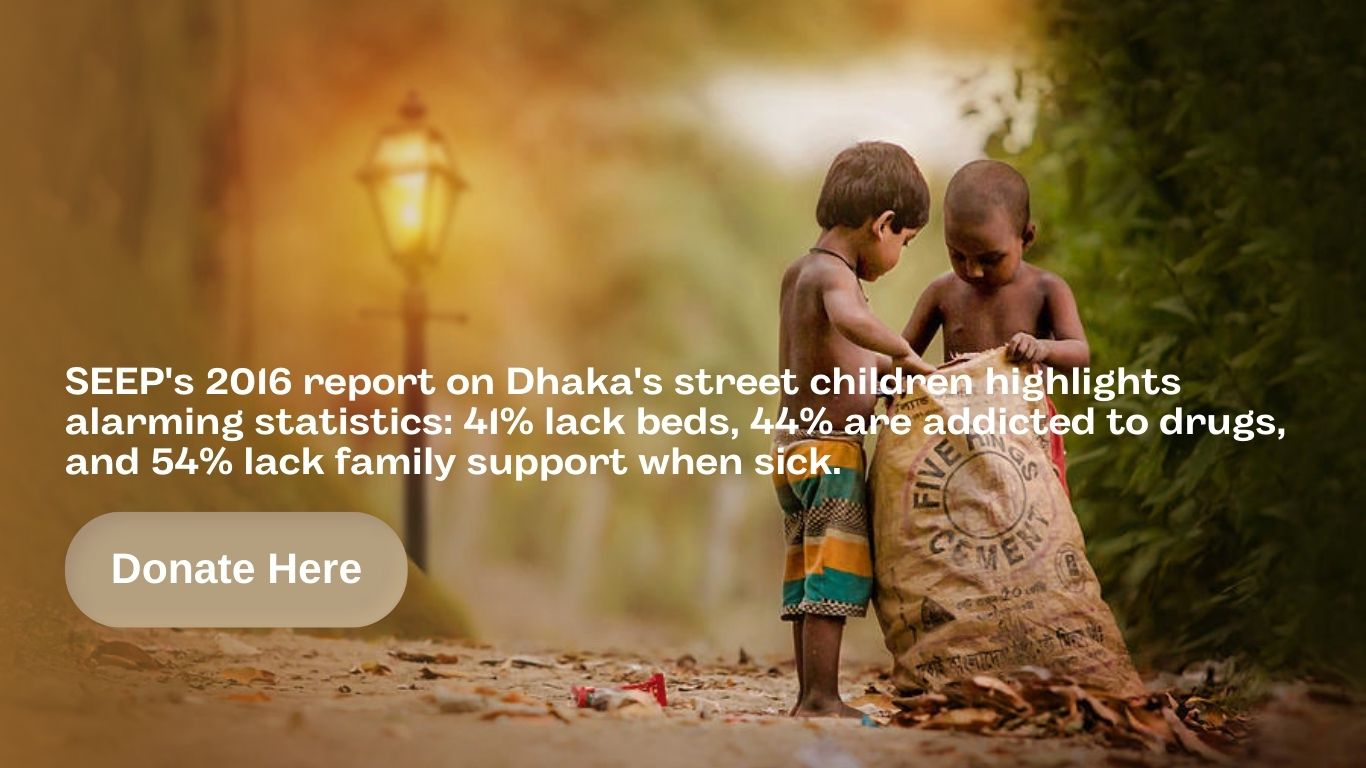 SEEP's 2016 report on Dhaka's street children highlights
alarming statistics: 41% lack beds, 44% are addicted to drugs,
and 54% lack family support when sick.
FIVE RINGS
CEMENT
Donate Here